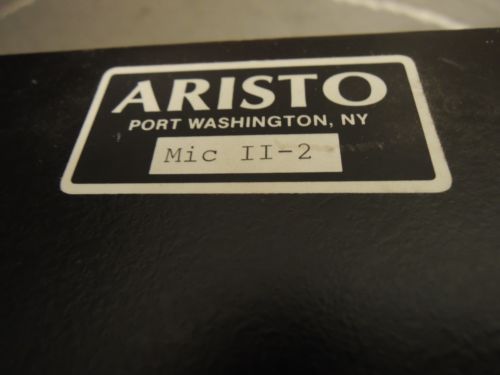 ARISTO
PORT WASHINGTON, NY
Mic II-2